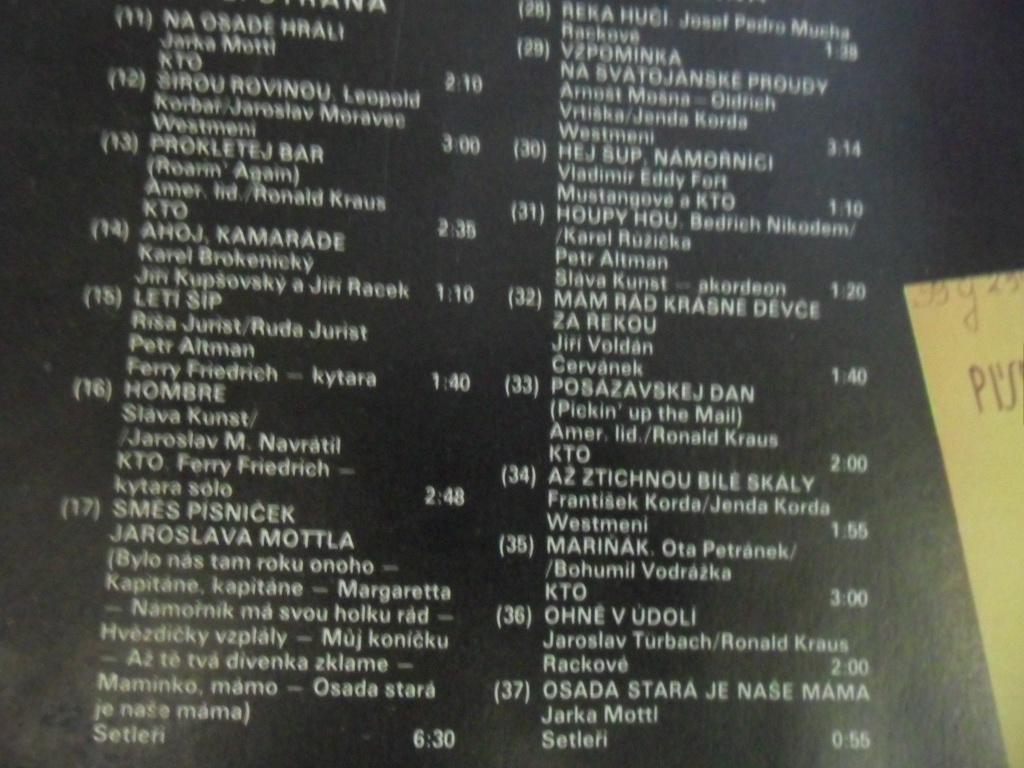 STRANA
(11) NA OSADĚ HRÁLI
Jarka Mottl
KTO 2:10
(12) ŠIROU ROVINOU. Leopold
Korbař/Jaroslav Moravec
Westmeni 3:00
(13) PROKLETEJ BAR
(Roarin' Again)
Amer. lid./Ronald Kraus
KTO 2:35
(14) AHOJ, KAMARÁDE
Karel Brokenický
Jiří Kupšovský a Jiří Racek 1:10
(15) LETÍ ŠÍP
Ríša Jurist/Ruda Jurist
Petr Altman
Ferry Friedrich — kytara 1:40
(16) HOMBRE
Sláva Kunst/
/Jaroslav M. Navrátil
KTO. Ferry Friedrich —
kytara sólo 2:48
(17) SMĚS PÍSNIČEK
JAROSLAVA MOTTLA
(Bylo nás tam roku onoho —
Kapitáne, kapitáne — Margaretta
— Námořník má svou holku rád —
Hvězdičky vzplály — Můj koníčku
— Až tě tvá dívenka zklame —
Maminko, mámo — Osada stará
je naše máma)
Setleři 6:30
(28) ŘEKA HUČÍ. Josef Pedro Mucha
Rackové 1:35
(29) VZPOMÍNKA
NA SVATOJÁNSKÉ PROUDY
Arnošt Mošna — Oldřich
Vrtiška/Jenda Korda
Westmeni 3:14
(30) HEJ ŠUP, NÁMOŘNÍCI
Vladimír Eddy Fort
Mustangové a KTO 1:10
(31) HOUPY HOU. Bedřich Nikodem/
/Karel Růžička
Petr Altman
Sláva Kunst — akordeon 1:20
(32) MÁM RÁD KRÁSNÉ DĚVČE
ZA ŘEKOU
Jiří Voldán
Červánek 1:40
(33) POSÁZAVSKEJ DAN
(Pickin' up the Mail)
Amer. lid./Ronald Kraus
KTO 2:00
(34) AŽ ZTICHNOU BÍLÉ SKÁLY
František Korda/Jenda Korda
Westmeni 1:55
(35) MARIŇÁK. Ota Petránek/
/Bohumil Vodrážka
KTO 3:00
(36) OHNĚ V ÚDOLÍ
Jaroslav Turbach/Ronald Kraus
Rackové 2:00
(37) OSADA STARÁ JE NAŠE MÁMA
Jarka Mottl
Setleři 0:55
PÍS